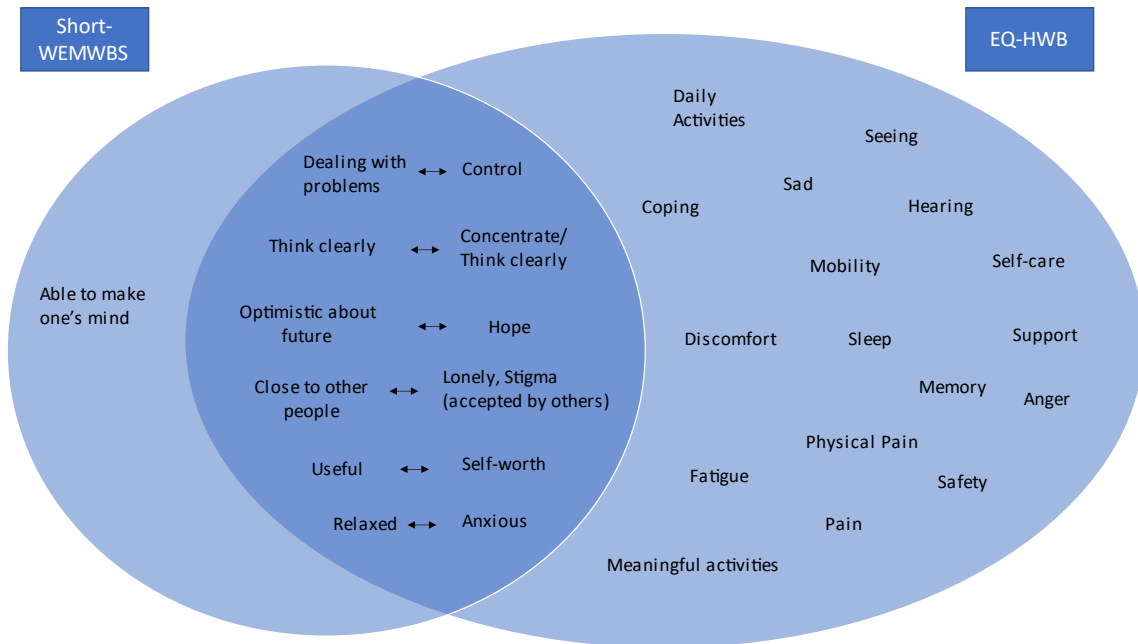 Short-
WEMWBS
EQ-HWB
Daily
Activities
Seeing
Dealing with
problems
Control
Sad
Coping
Hearing
Think clearly
Concentrate/
Think clearly
Mobility
Self-care
Able to make
one's mind
Optimistic about
future
Hope
Discomfort
Sleep
Support
Close to other
people
Lonely, Stigma
(accepted by others)
Memory
Anger
Physical Pain
Useful
Self-worth
Fatigue
Safety
Relaxed
Anxious
Pain
Meaningful activities